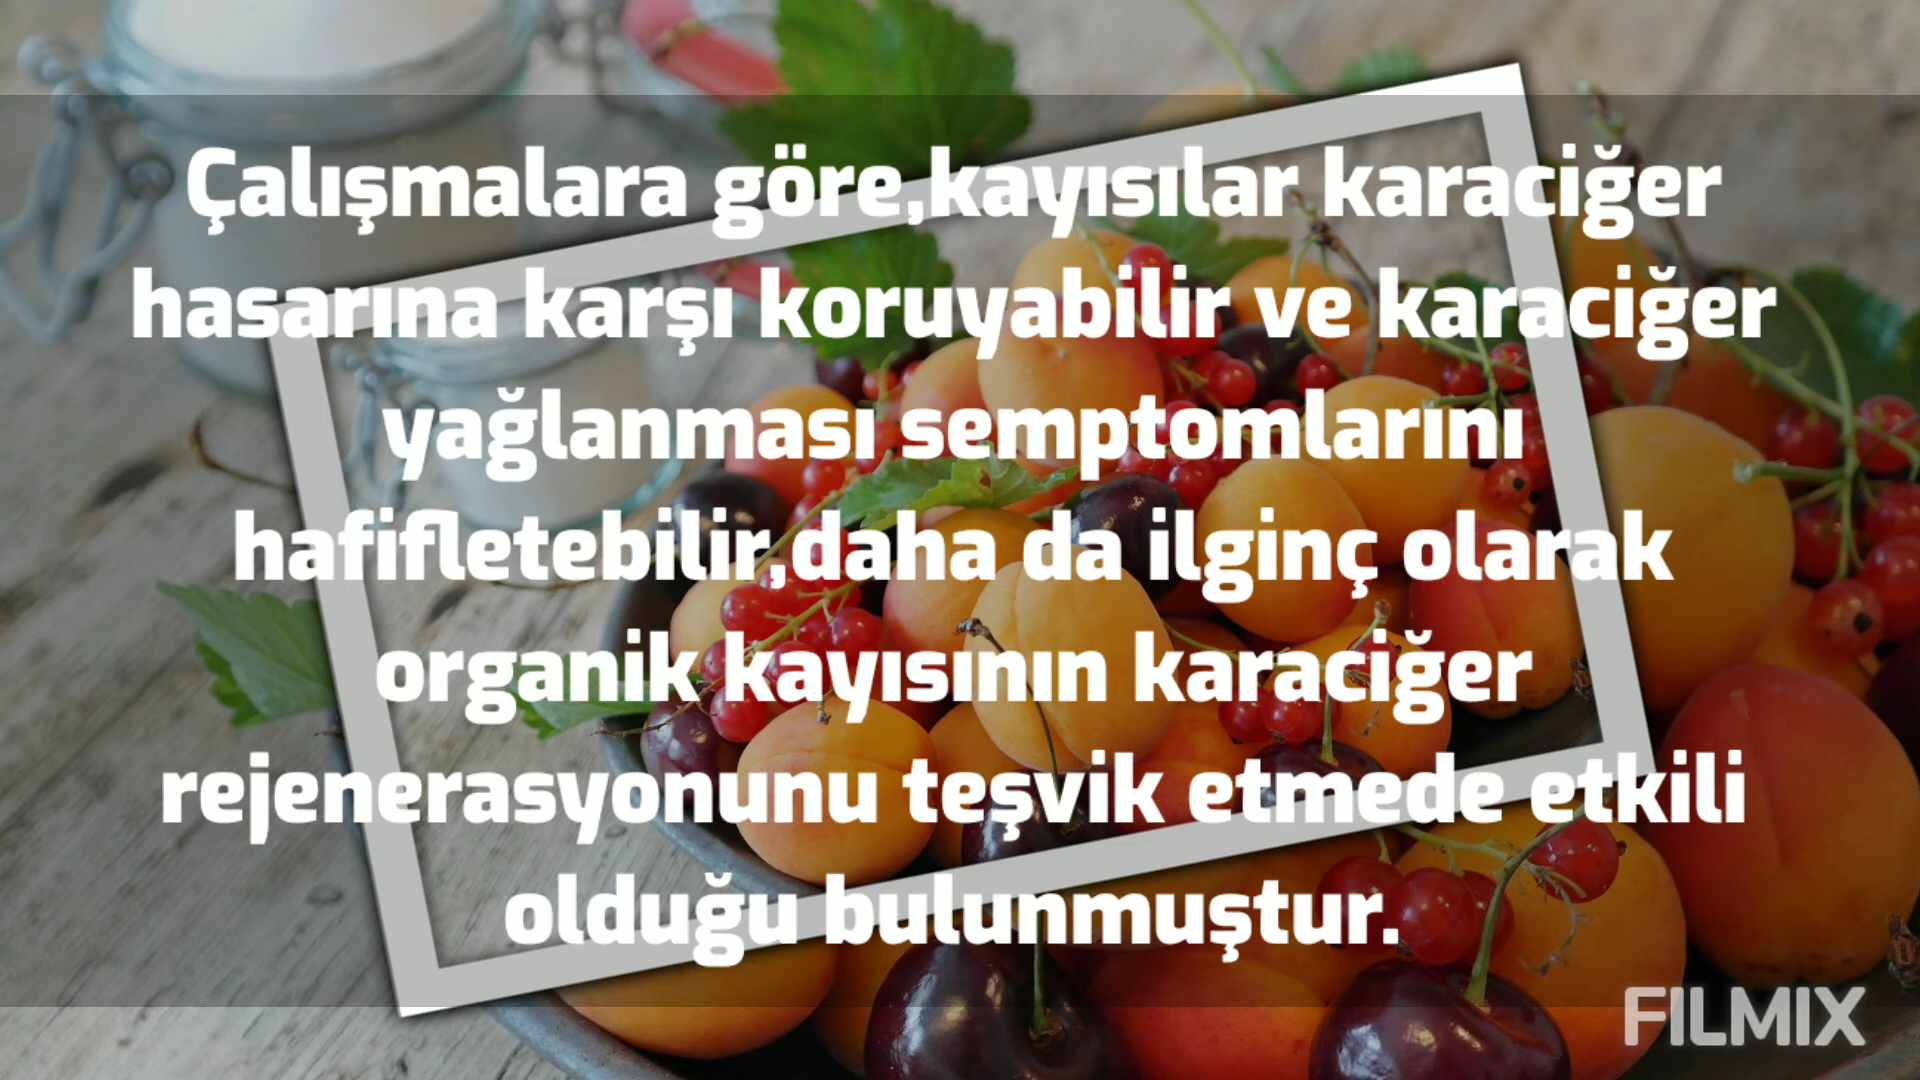 Çalışmalara göre,kayısılar karaciğer
hasarına karşı koruyabilir ve karaciğer
yağlanması semptomlarını
hafifletebilir,daha da ilginç olarak
organik kayısının karaciğer
rejenerasyonunu teşvik etmede etkili
olduğu bulunmuştur.
FILMIX